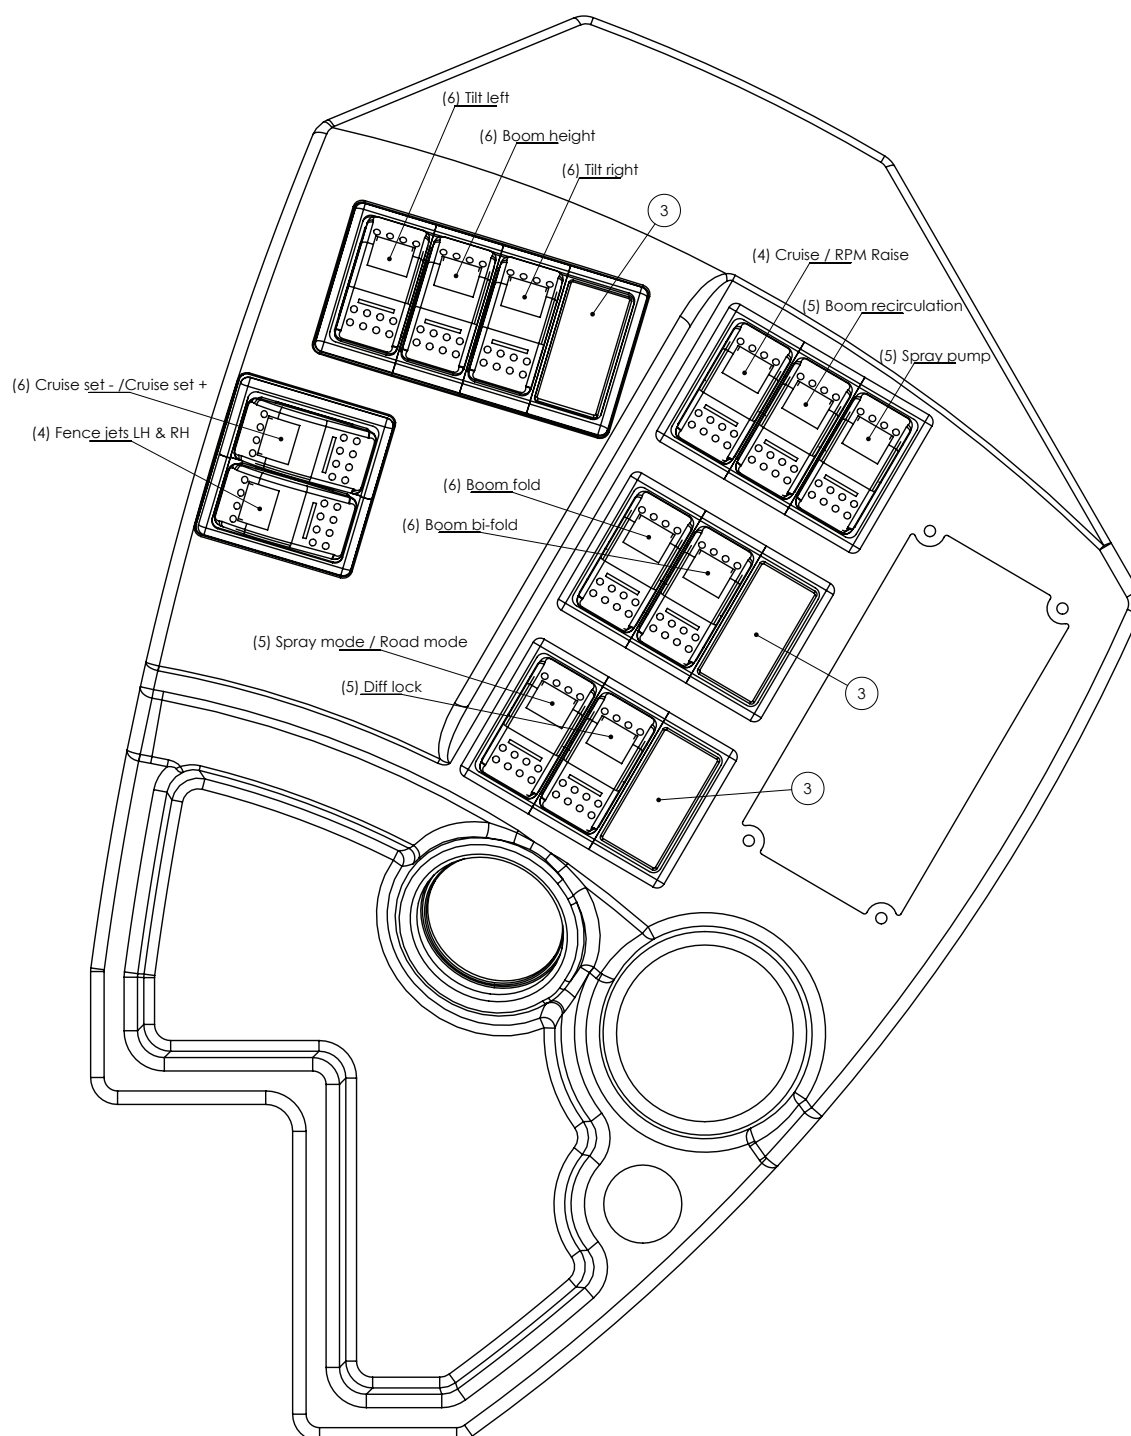 (6) Tilt left
(6) Boom height
(6) Tilt right
3
(4) Cruise / RPM Raise
(5) Boom recirculation
(5) Spray pump
(6) Cruise set - /Cruise set +
(4) Fence jets LH & RH
(6) Boom fold
(6) Boom bi-fold
(5) Spray mode / Road mode
(5) Diff lock
3
3